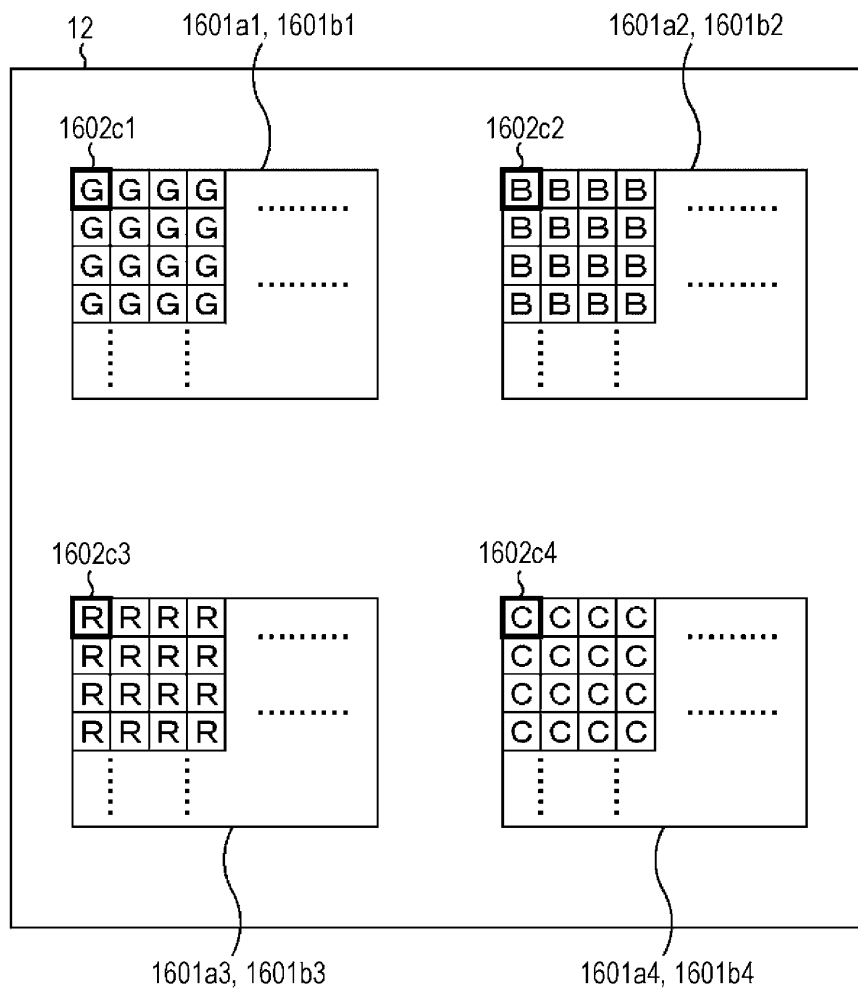 12 1601a1, 1601b1 1601a2, 1601b2
1602c1 1602c2
G G G G B B B B
G G G G B B B B
G G G G B B B B
G G G G B B B B
1602c3 1602c4
R R R R C C C C
R R R R C C C C
R R R R C C C C
R R R R C C C C
1601a3, 1601b3 1601a4, 1601b4